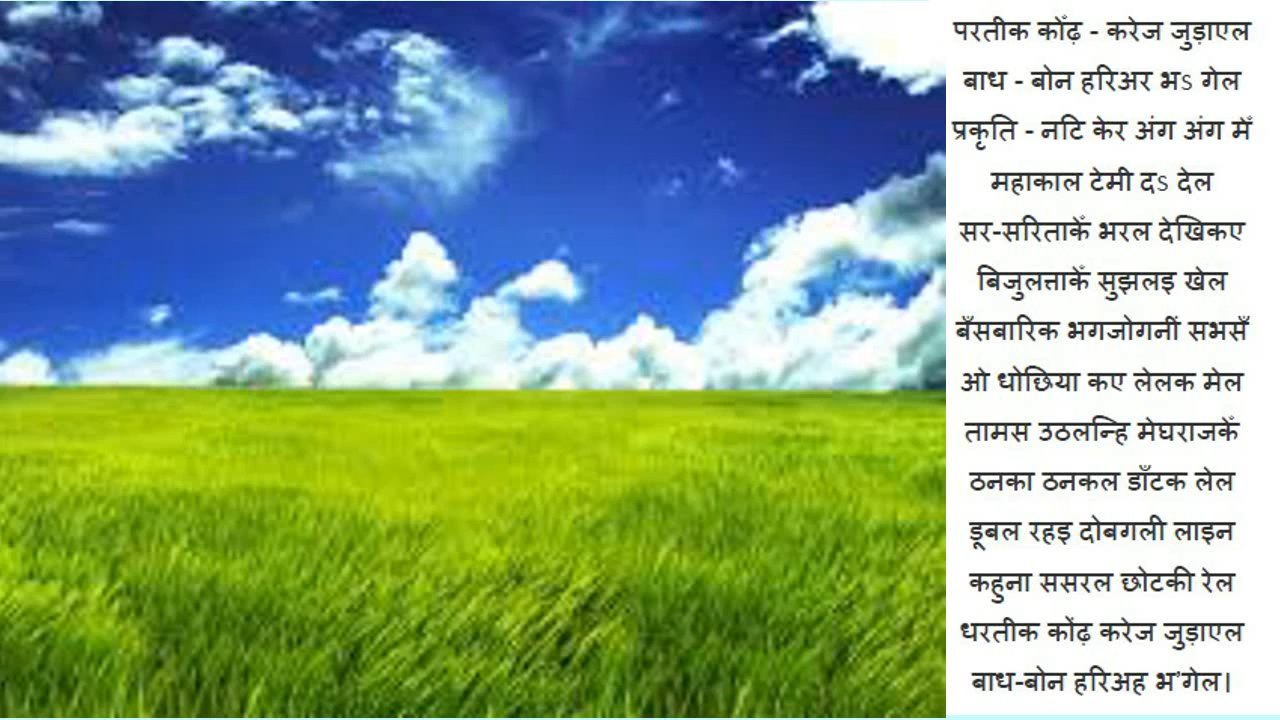 परतीक कोँढ़ - करेज जुड़ाएल
बाध - बोन हरिअर भऽ गेल
प्रकृति - नटि केर अंग अंग मेँ
महाकाल टेमी दऽ देल
सर-सरिताकेँ भरल देखिकए
बिजुलत्ताकेँ सुझलइ खेल
बँसबारिक भगजोगनीं सभसँ
ओ धोछिया कए लेलक मेल
तामस उठलन्हि मेघराजकेँ
ठनका ठनकल डाँटक लेल
डूबल रहइ दोबगली लाइन
कहुना ससरल छोटकी रेल
धरतीक कोंढ़ करेज जुड़ाएल
बाध-बोन हरिअह भ'गेल।